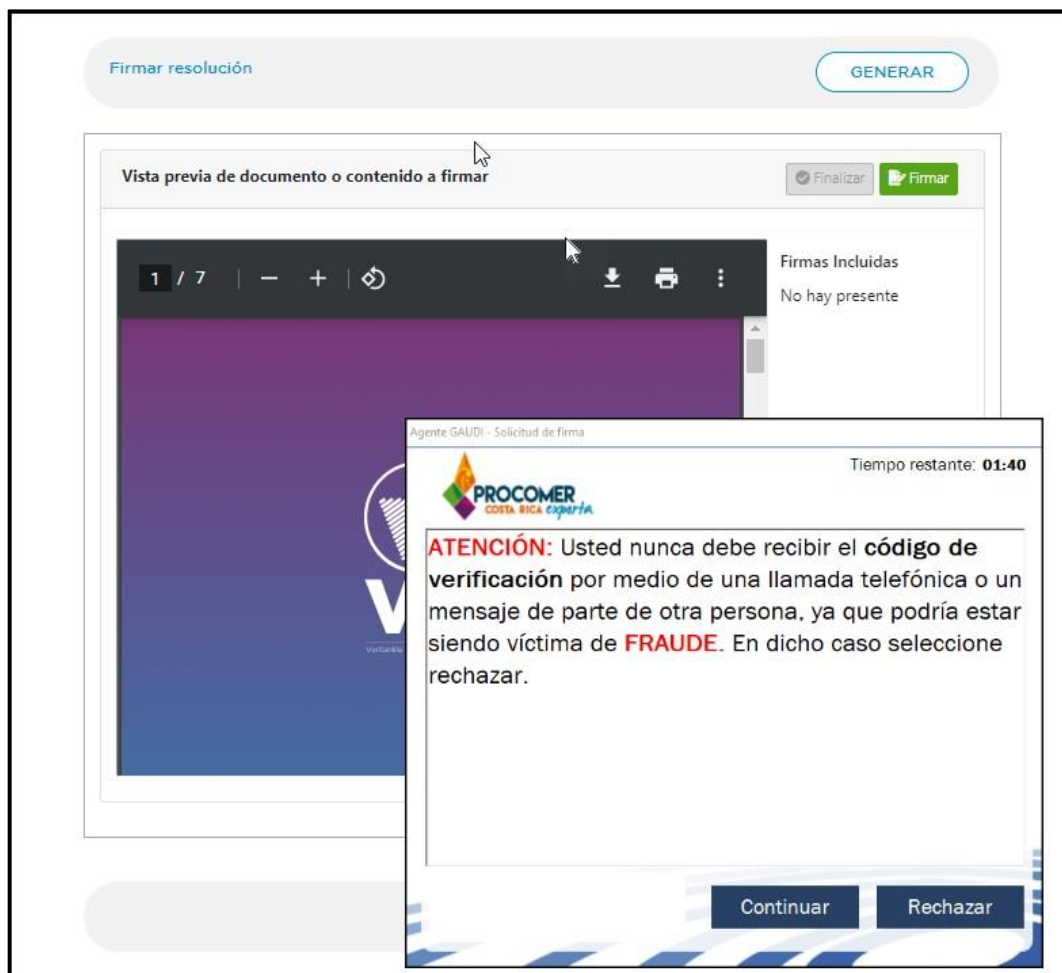 Firmar resolución
GENERAR
Vista previa de documento o contenido a firmar
Finalizar
Firmar
1 / 7
Firmas Incluidas
No hay presente
Agente GAUDI - Solicitud de firma
Tiempo restante: 01:40
PROCOMER
COSTA RICA experta
ATENCIÓN: Usted nunca debe recibir el código de
verificación por medio de una llamada telefónica o un
mensaje de parte de otra persona, ya que podría estar
siendo víctima de FRAUDE. En dicho caso seleccione
rechazar.
Continuar
Rechazar